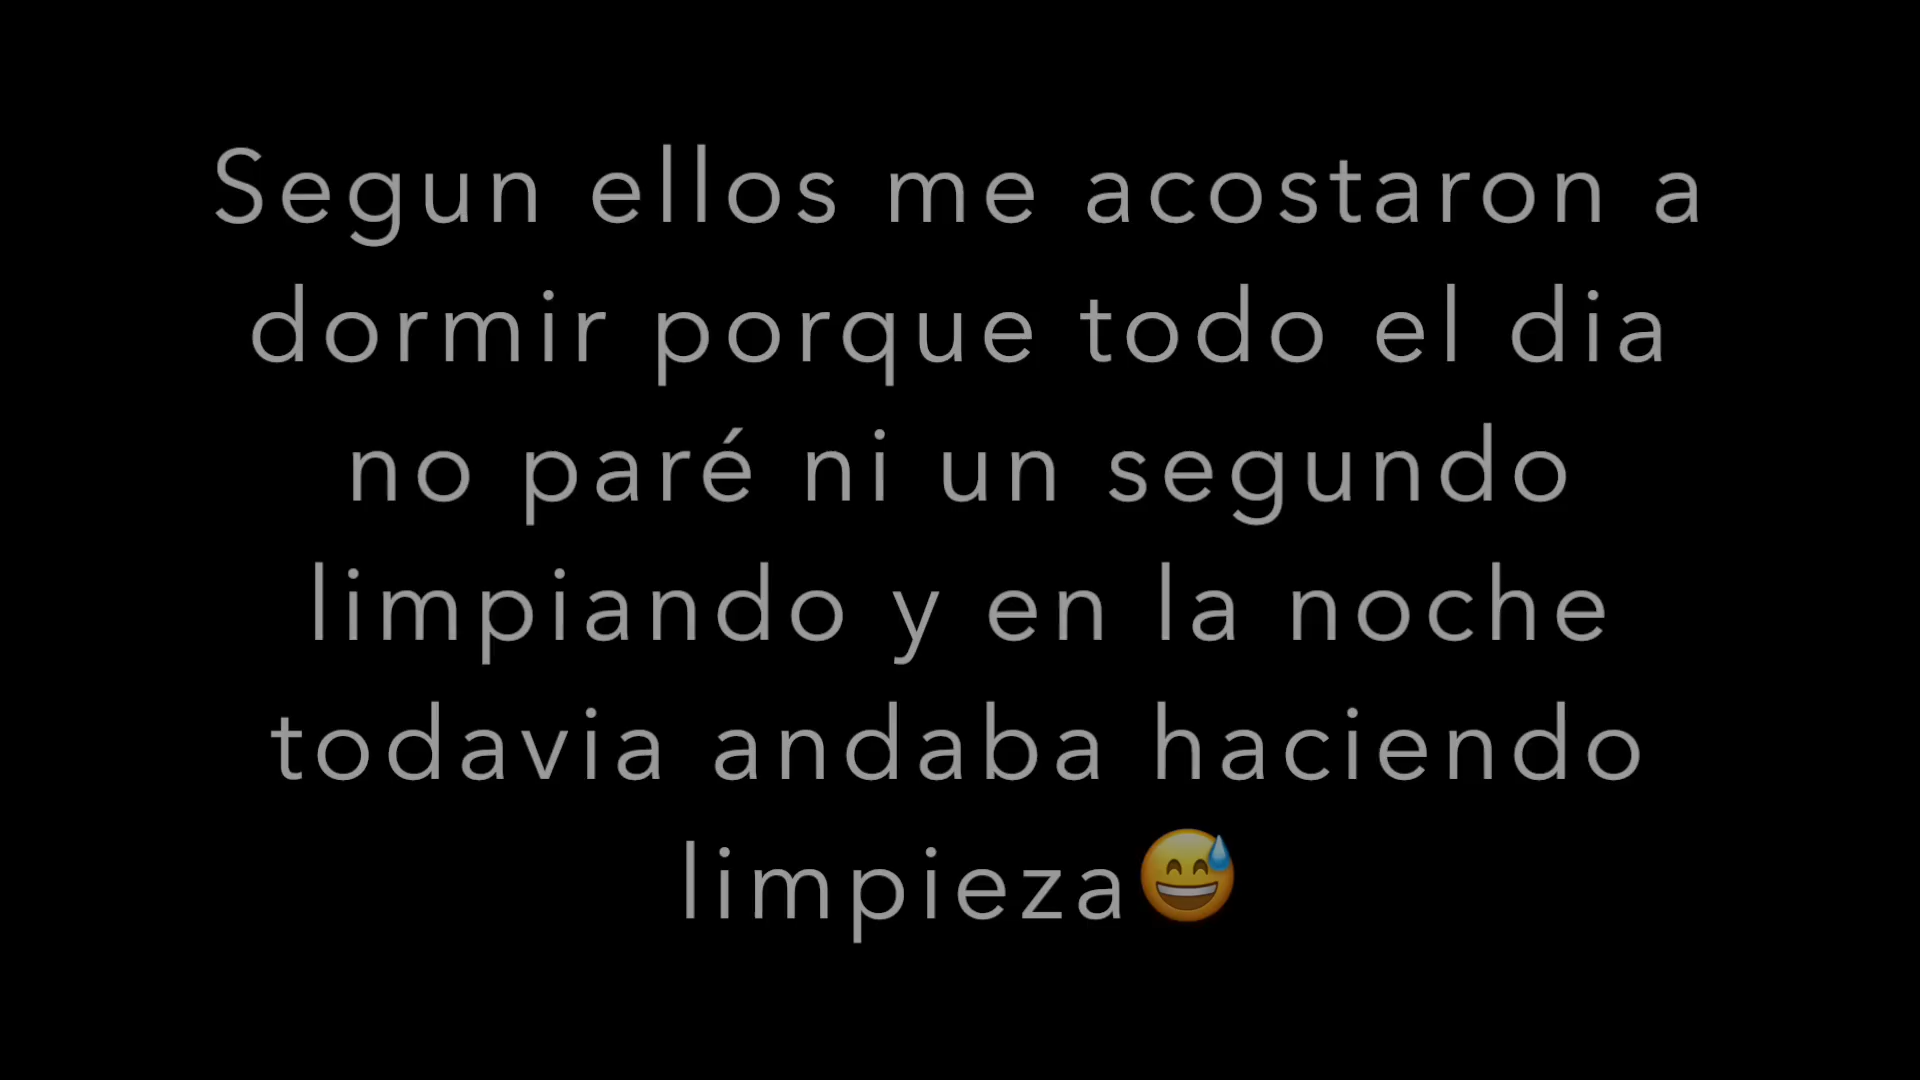 Segun ellos me acostaron a
dormir porque todo el dia
no paré ni un segundo
limpiando y en la noche
todavia andaba haciendo
limpieza😅